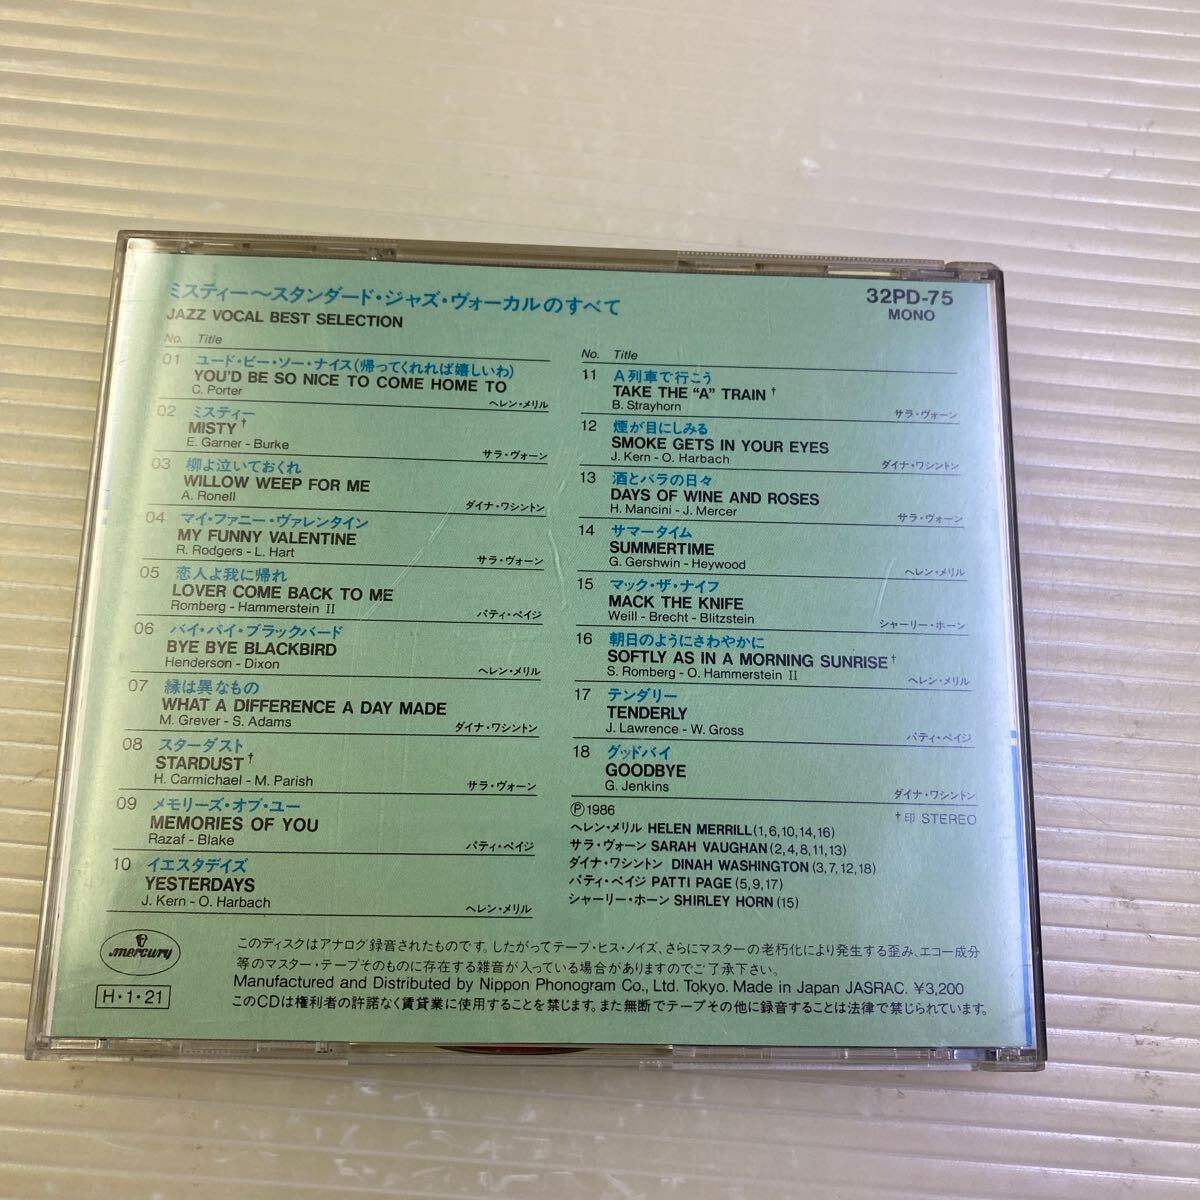 ミスティー〜スタンダード・ジャズ・ヴォーカルのすべて
JAZZ VOCAL BEST SELECTION
32PD-75
MONO
No. Title
01 ユード・ビー・ソー・ナイス(帰ってくれれば嬉しいわ)
YOU'D BE SO NICE TO COME HOME TO
C. Porter
ヘレン・メリル
02 ミスティー
MISTY†
E. Garner - Burke
サラ・ヴォーン
03 柳よ泣いておくれ
WILLOW WEEP FOR ME
A. Ronell
ダイナ・ワシントン
04 マイ・ファニー・ヴァレンタイン
MY FUNNY VALENTINE
R. Rodgers - L. Hart
サラ・ヴォーン
05 恋人よ我に帰れ
LOVER COME BACK TO ME
Romberg - Hammerstein II
パティ・ペイジ
06 バイ・バイ・ブラックバード
BYE BYE BLACKBIRD
Henderson - Dixon
ヘレン・メリル
07 縁は異なもの
WHAT A DIFFERENCE A DAY MADE
M. Grever - S. Adams
ダイナ・ワシントン
08 スターダスト
STARDUST†
H. Carmichael - M. Parish
サラ・ヴォーン
09 メモリーズ・オブ・ユー
MEMORIES OF YOU
Razaf - Blake
パティ・ペイジ
10 イエスタデイズ
YESTERDAYS
J. Kern - O. Harbach
ヘレン・メリル
No. Title
11 A列車で行こう
TAKE THE “A” TRAIN†
B. Strayhorn
サラ・ヴォーン
12 煙が目にしみる
SMOKE GETS IN YOUR EYES
J. Kern - O. Harbach
ダイナ・ワシントン
13 酒とバラの日々
DAYS OF WINE AND ROSES
H. Mancini - J. Mercer
サラ・ヴォーン
14 サマータイム
SUMMERTIME
G. Gershwin - Heywood
ヘレン・メリル
15 マック・ザ・ナイフ
MACK THE KNIFE
Weill - Brecht - Blitzstein
シャーリー・ホーン
16 朝日のようにさわやかに
SOFTLY AS IN A MORNING SUNRISE†
S. Romberg - O. Hammerstein II
ヘレン・メリル
17 テンダリー
TENDERLY
J. Lawrence - W. Gross
パティ・ペイジ
18 グッドバイ
GOODBYE
G. Jenkins
ダイナ・ワシントン
Ⓟ1986
†印 STEREO
ヘレン・メリル HELEN MERRILL(1,6,10,14,16)
サラ・ヴォーン SARAH VAUGHAN(2,4,8,11,13)
ダイナ・ワシントン DINAH WASHINGTON(3,7,12,18)
パティ・ペイジ PATTI PAGE(5,9,17)
シャーリー・ホーン SHIRLEY HORN(15)
mercury
H・1・21
このディスクはアナログ録音されたものです。したがってテープ・ヒス・ノイズ、さらにマスターの老朽化により発生する歪み、エコー成分
等のマスター・テープそのものに存在する雑音が入っている場合がありますのでご了承下さい。
Manufactured and Distributed by Nippon Phonogram Co., Ltd. Tokyo. Made in Japan JASRAC. ¥3,200
このCDは権利者の許諾なく賃貸業に使用することを禁じます。また無断でテープその他に録音することは法律で禁じられています。